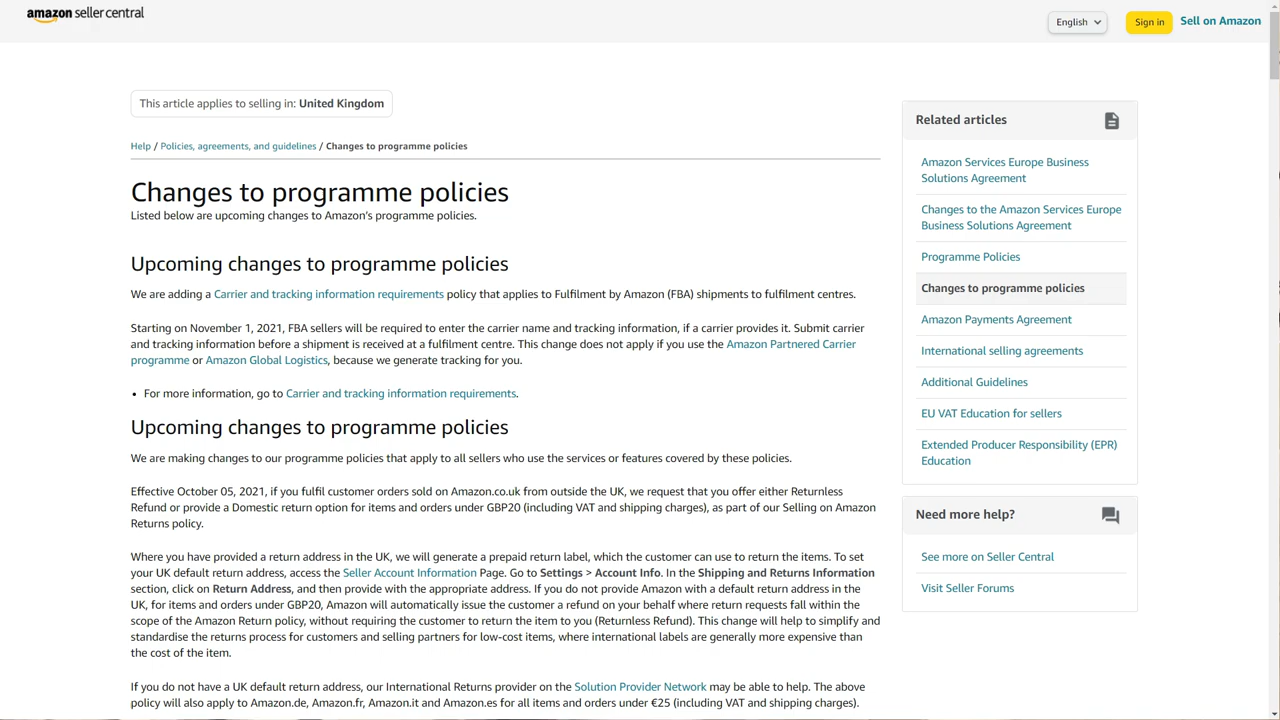 amazon seller central
English
Sign in
Sell on Amazon
This article applies to selling in: United Kingdom
Help / Policies, agreements, and guidelines / Changes to programme policies
Changes to programme policies
Listed below are upcoming changes to Amazon's programme policies.
Upcoming changes to programme policies
We are adding a Carrier and tracking information requirements policy that applies to Fulfilment by Amazon (FBA) shipments to fulfilment centres.
Starting on November 1, 2021, FBA sellers will be required to enter the carrier name and tracking information, if a carrier provides it. Submit carrier
and tracking information before a shipment is received at a fulfilment centre. This change does not apply if you use the Amazon Partnered Carrier
programme or Amazon Global Logistics, because we generate tracking for you.
• For more information, go to Carrier and tracking information requirements.
Upcoming changes to programme policies
We are making changes to our programme policies that apply to all sellers who use the services or features covered by these policies.
Effective October 05, 2021, if you fulfil customer orders sold on Amazon.co.uk from outside the UK, we request that you offer either Returnless
Refund or provide a Domestic return option for items and orders under GBP20 (including VAT and shipping charges), as part of our Selling on Amazon
Returns policy.
Where you have provided a return address in the UK, we will generate a prepaid return label, which the customer can use to return the items. To set
your UK default return address, access the Seller Account Information Page. Go to Settings > Account Info. In the Shipping and Returns Information
section, click on Return Address, and then provide with the appropriate address. If you do not provide Amazon with a default return address in the
UK, for items and orders under GBP20, Amazon will automatically issue the customer a refund on your behalf where return requests fall within the
scope of the Amazon Return policy, without requiring the customer to return the item to you (Returnless Refund). This change will help to simplify and
standardise the returns process for customers and selling partners for low-cost items, where international labels are generally more expensive than
the cost of the item.
If you do not have a UK default return address, our International Returns provider on the Solution Provider Network may be able to help. The above
policy will also apply to Amazon.de, Amazon.fr, Amazon.it and Amazon.es for all items and orders under €25 (including VAT and shipping charges).
Related articles
Amazon Services Europe Business
Solutions Agreement
Changes to the Amazon Services Europe
Business Solutions Agreement
Programme Policies
Changes to programme policies
Amazon Payments Agreement
International selling agreements
Additional Guidelines
EU VAT Education for sellers
Extended Producer Responsibility (EPR)
Education
Need more help?
See more on Seller Central
Visit Seller Forums